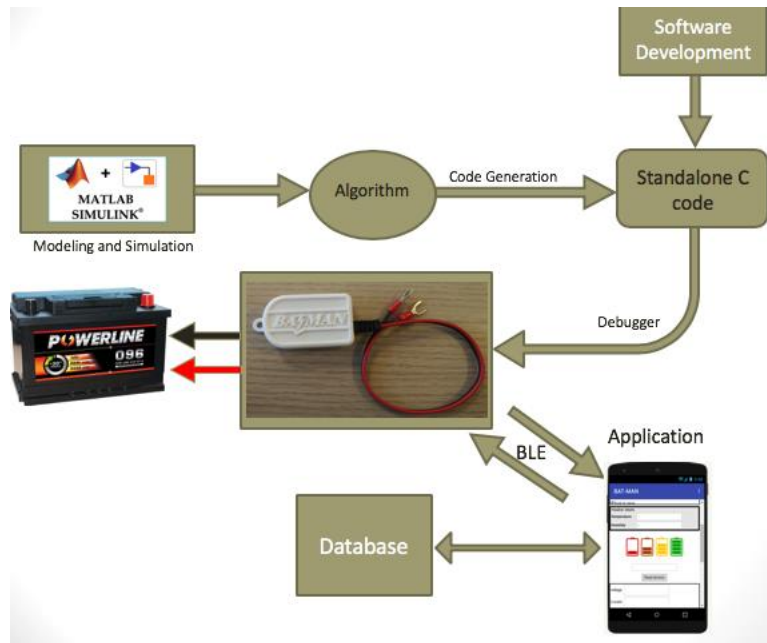 Software
Development
+
MATLAB
SIMULINK®
Algorithm
Code Generation
Standalone C
code
Modeling and Simulation
POWERLINE
096
BATMAN
Debugger
Application
BLE
BAT-MAN
Database